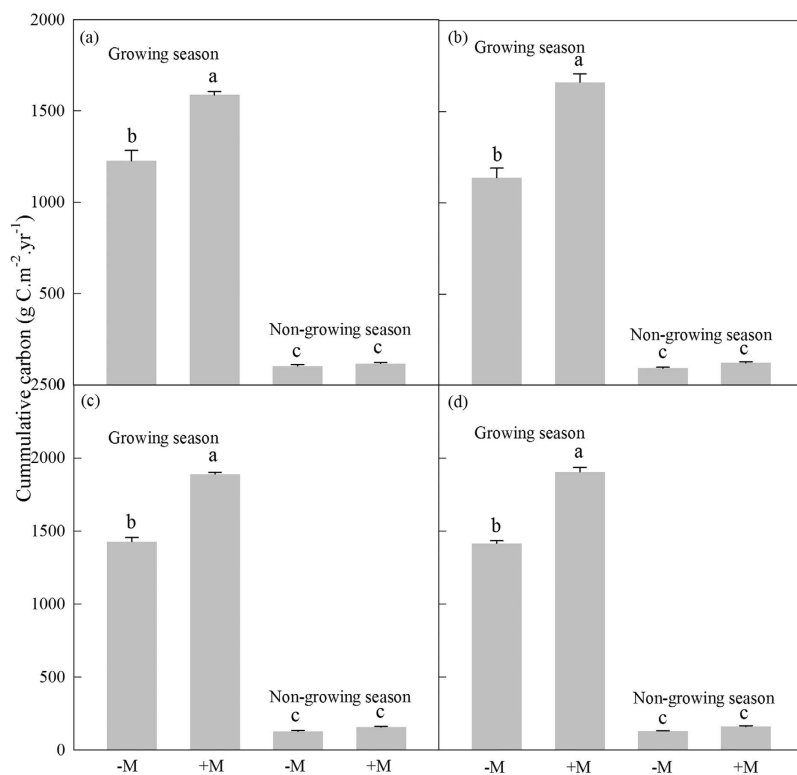 2000
1500
1000
500
2500
2000
1500
1000
500
0
Cummulative carbon (g C.m⁻².yr⁻¹)
(a)
Growing season
b
a
Non-growing season
c
c
(b)
Growing season
b
a
Non-growing season
c
c
(c)
Growing season
b
a
Non-growing season
c
c
(d)
Growing season
b
a
Non-growing season
c
c
-M +M -M +M -M +M -M +M